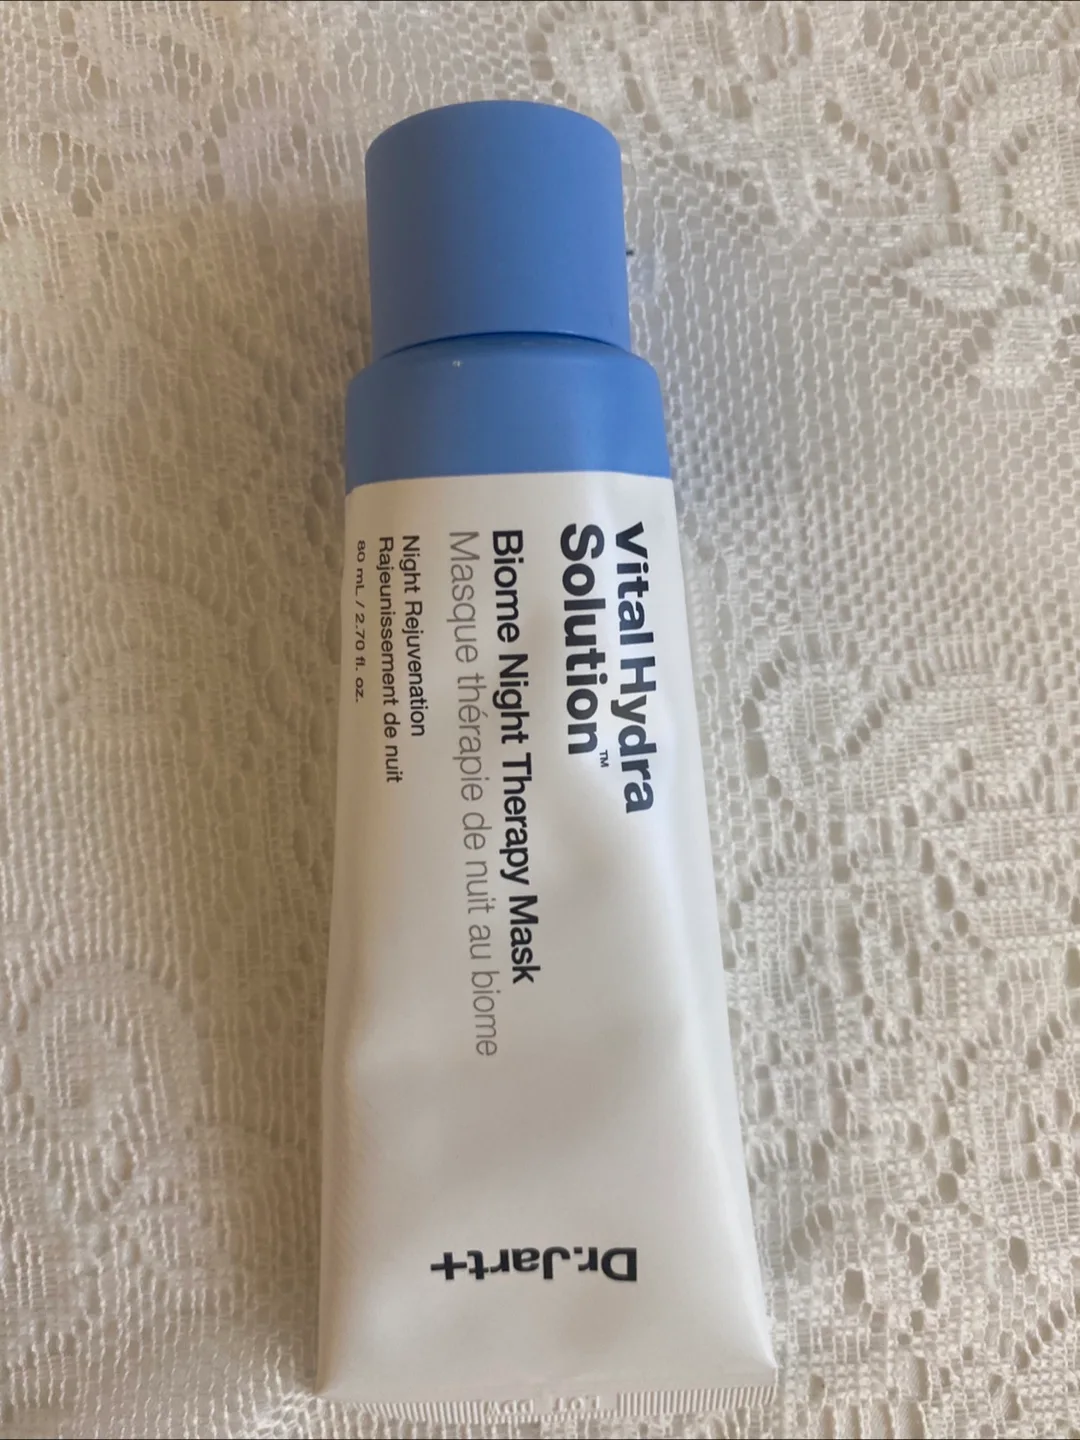 Vital Hydra
Solution™
Biome Night Therapy Mask
Masque thérapie de nuit au biome
Night Rejuvenation
Rajeunissement de nuit
80 mL / 2.70 fl. oz.
Dr.Jart+